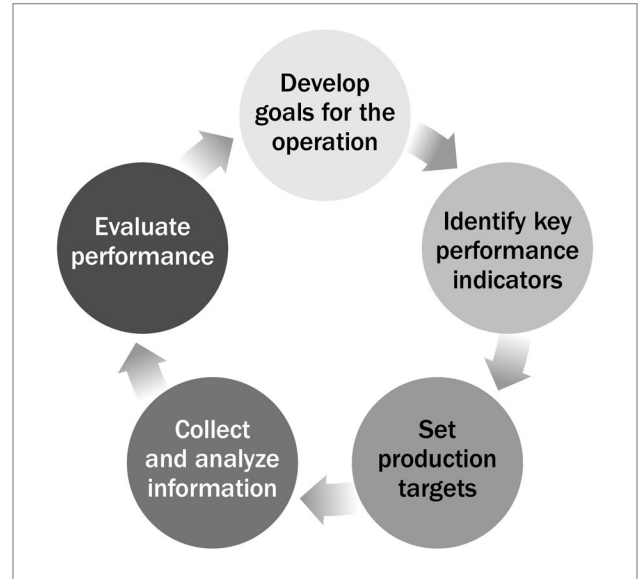 Develop
goals for the
operation
Identify key
performance
indicators
Set
production
targets
Collect
and analyze
information
Evaluate
performance